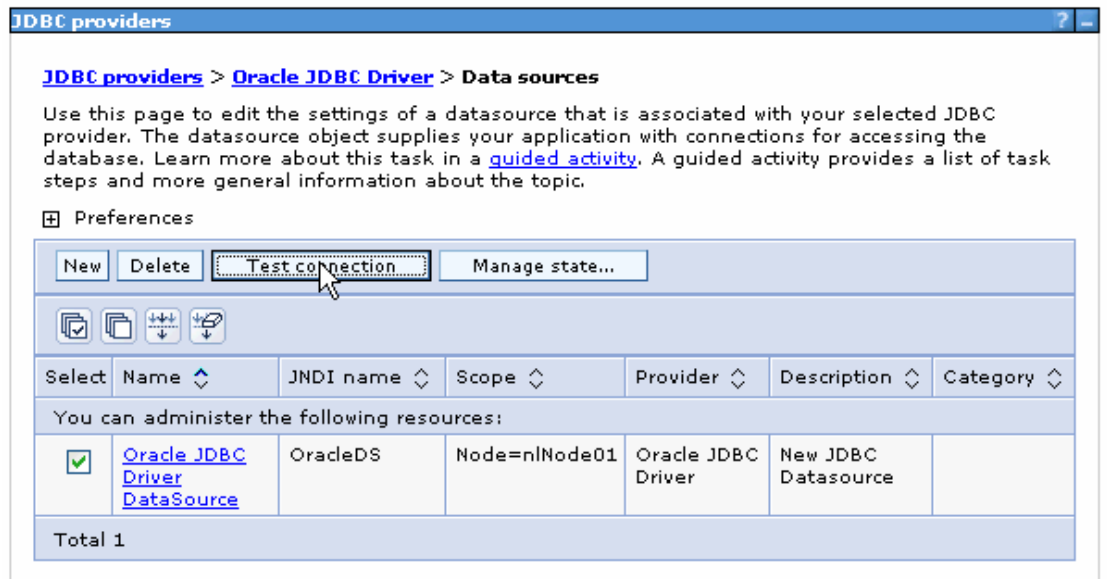 JDBC providers ? -
JDBC providers > Oracle JDBC Driver > Data sources
Use this page to edit the settings of a datasource that is associated with your selected JDBC
provider. The datasource object supplies your application with connections for accessing the
database. Learn more about this task in a guided activity. A guided activity provides a list of task
steps and more general information about the topic.
+ Preferences
New Delete Test connection Manage state...
Select Name JNDI name Scope Provider Description Category
You can administer the following resources:
Oracle JDBC OracleDS Node=nlNode01 Oracle JDBC New JDBC
Driver Driver Datasource
DataSource
Total 1